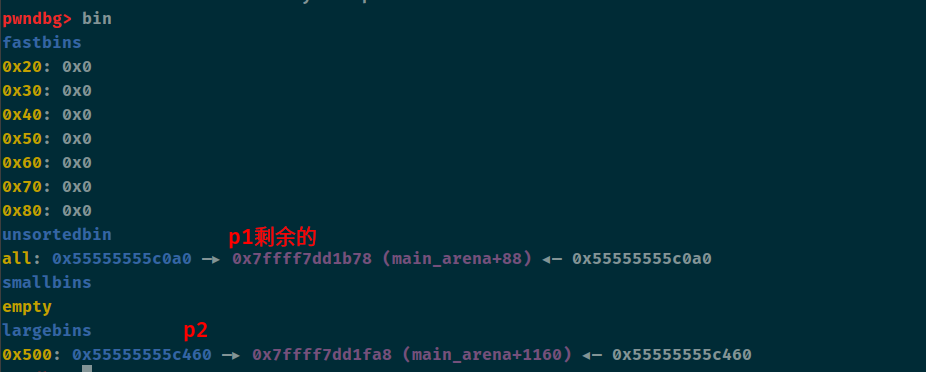 pwndbg> bin
fastbins
0x20: 0x0
0x30: 0x0
0x40: 0x0
0x50: 0x0
0x60: 0x0
0x70: 0x0
0x80: 0x0
unsortedbin
p1剩余的
all: 0x55555555c0a0 —▸ 0x7ffff7dd1b78 (main_arena+88) ◂— 0x55555555c0a0
smallbins
empty
largebins
p2
0x500: 0x55555555c460 —▸ 0x7ffff7dd1fa8 (main_arena+1160) ◂— 0x55555555c460